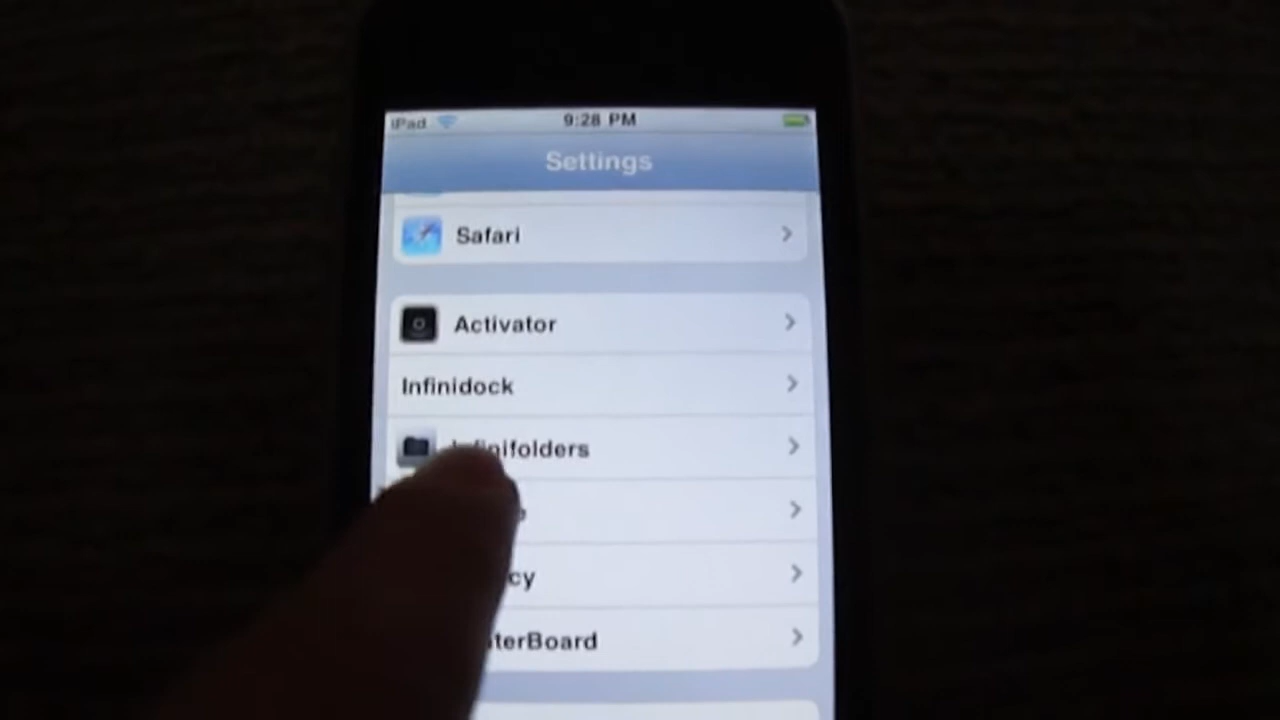 iPad 9:28 PM
Settings
Safari
Activator
Infinidock
Infinifolders
cy
terBoard